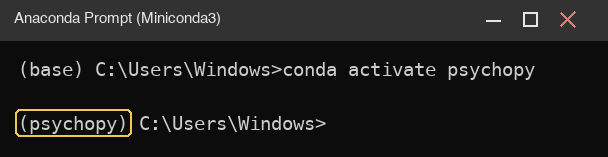 Anaconda Prompt (Miniconda3)
(base) C:\Users\Windows>conda activate psychopy
(psychopy) C:\Users\Windows>